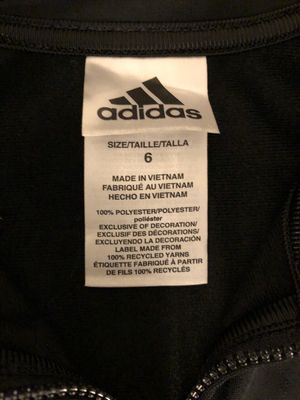 adidas
SIZE/TAILLE/TALLA
6
MADE IN VIETNAM
FABRIQUÉ AU VIETNAM
HECHO EN VIETNAM
100% POLYESTER/POLYESTER/
poliéster
EXCLUSIVE OF DECORATION/
EXCLUSIF DES DÉCORATIONS/
EXCLUYENDO LA DECORACIÓN
LABEL MADE FROM
100% RECYCLED YARNS
ÉTIQUETTE FABRIQUÉ À PARTIR
DE FILS 100% RECYCLÉS